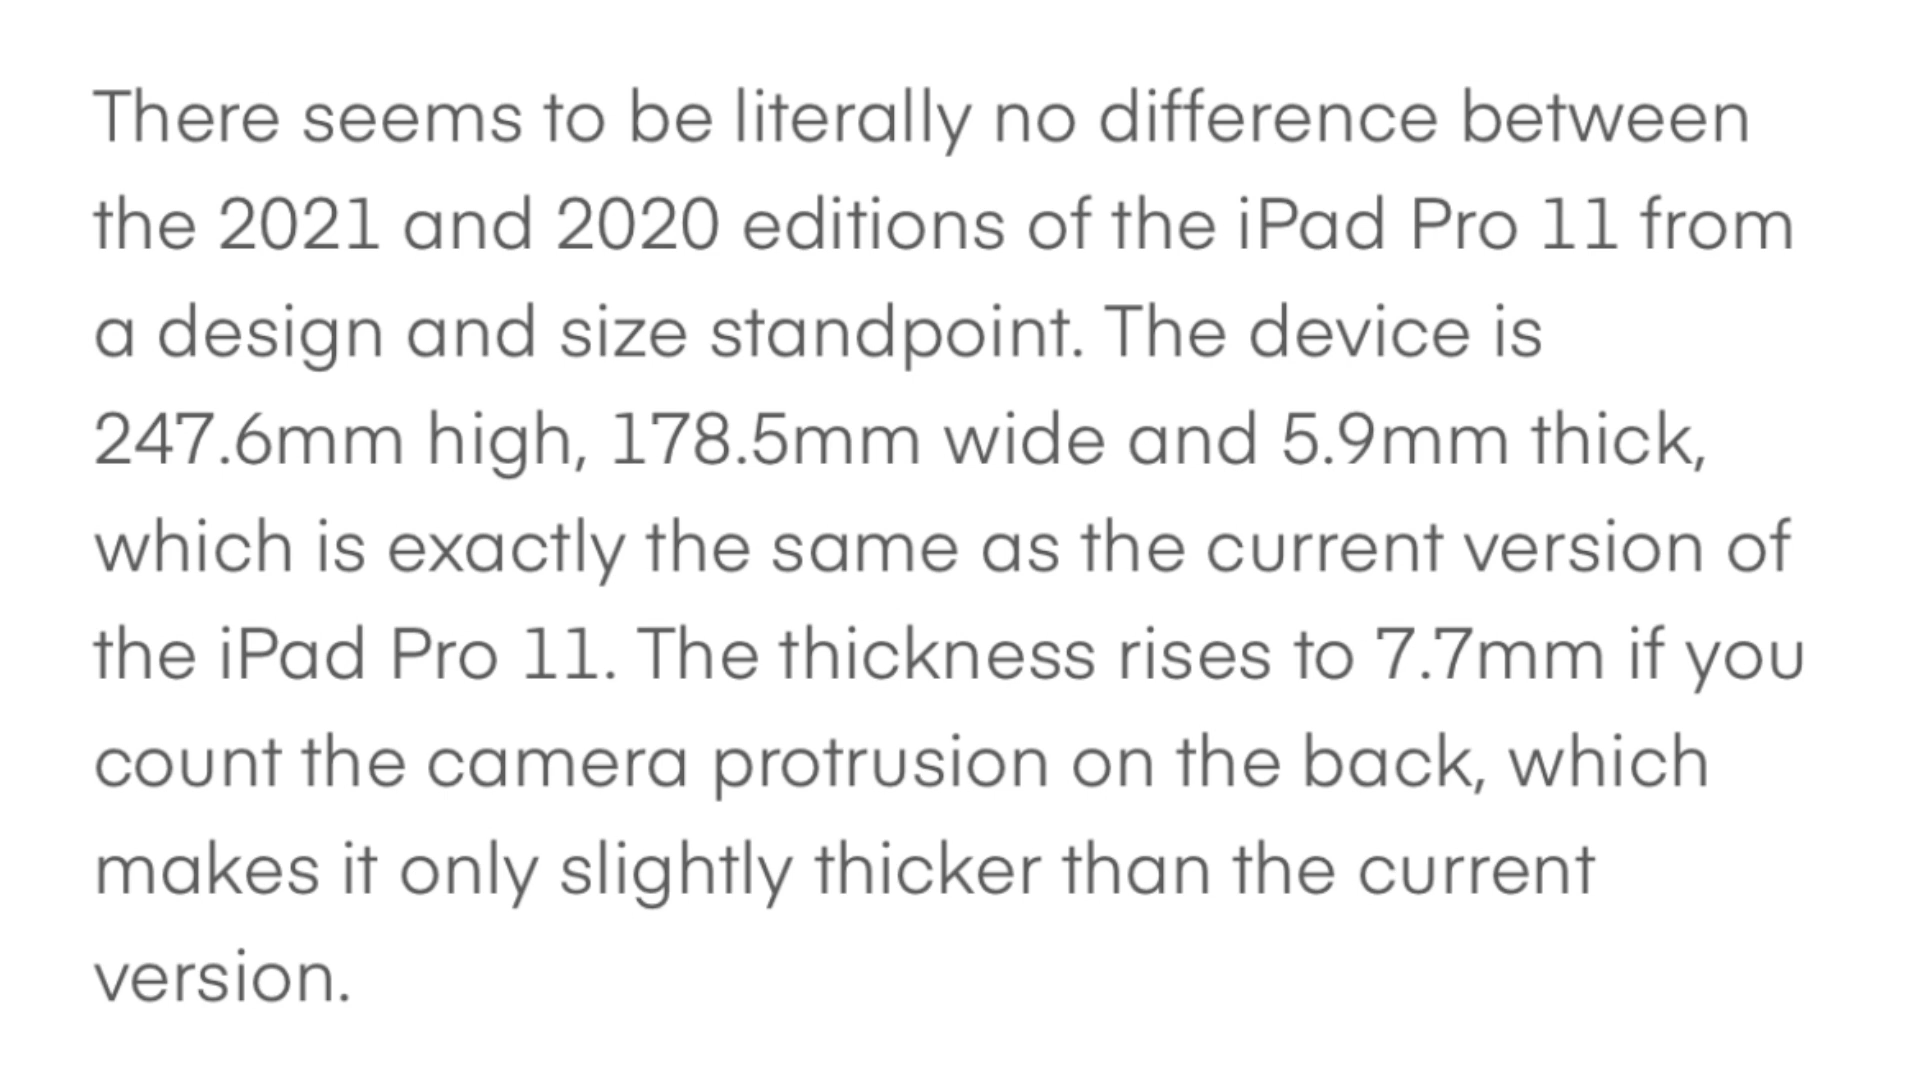 There seems to be literally no difference between
the 2021 and 2020 editions of the iPad Pro 11 from
a design and size standpoint. The device is
247.6mm high, 178.5mm wide and 5.9mm thick,
which is exactly the same as the current version of
the iPad Pro 11. The thickness rises to 7.7mm if you
count the camera protrusion on the back, which
makes it only slightly thicker than the current
version.